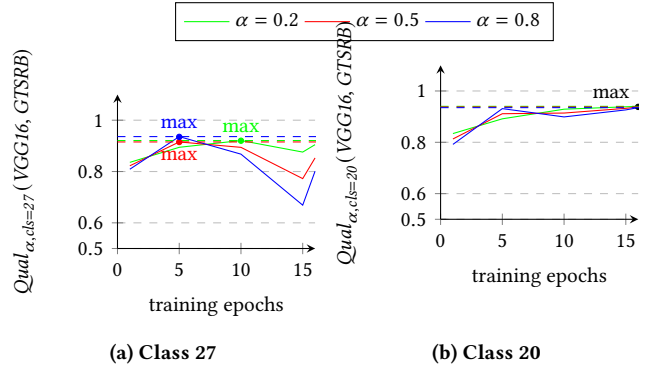 α = 0.2 α = 0.5 α = 0.8
Qual_{α,cls=27}(VGG16, GTSRB)
1
0.8
0.6
0.5
0 5 10 15
max
max
max
training epochs
(a) Class 27
Qual_{α,cls=20}(VGG16, GTSRB)
1
0.8
0.6
0.5
0 5 10 15
max
training epochs
(b) Class 20